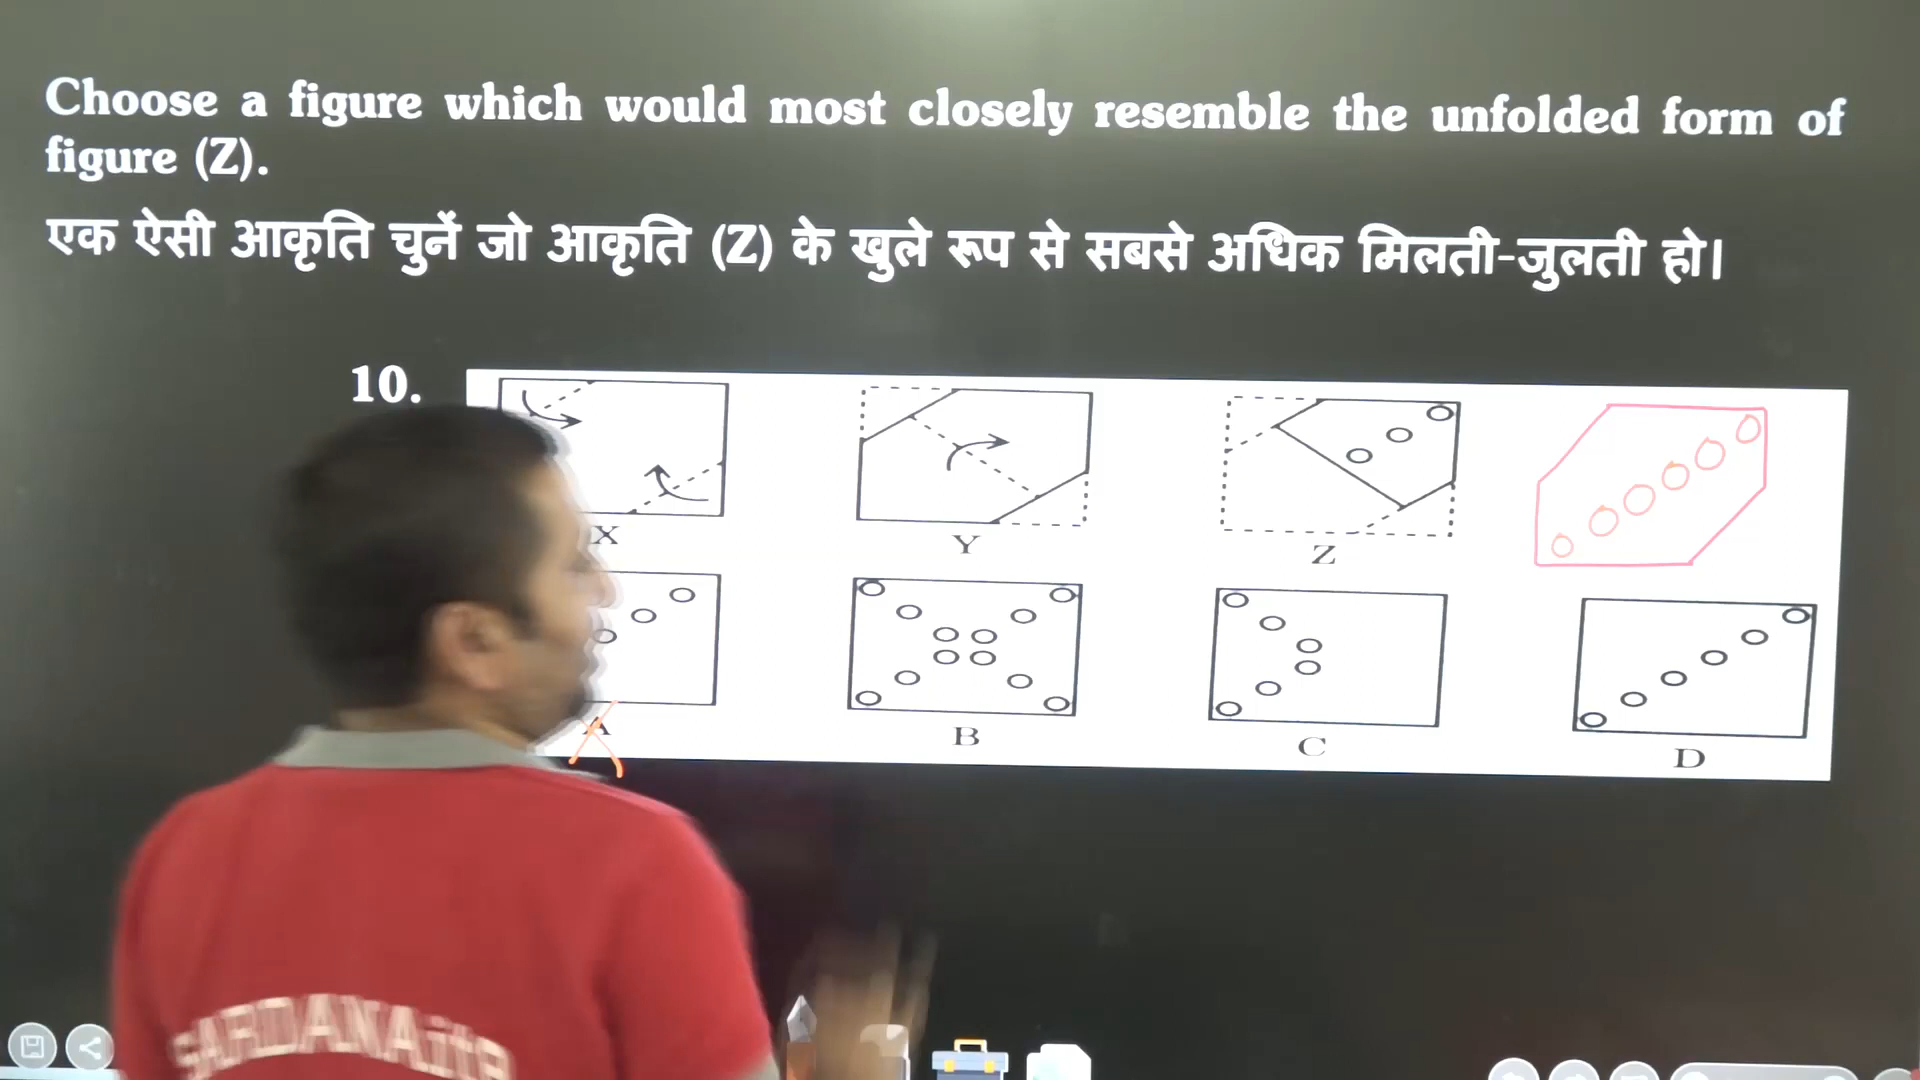 Choose a figure which would most closely resemble the unfolded form of
figure (Z).
एक ऐसी आकृति चुनें जो आकृति (Z) के खुले रूप से सबसे अधिक मिलती-जुलती हो।
10.
X
Y
Z
A
B
C
D
SARDANAitB